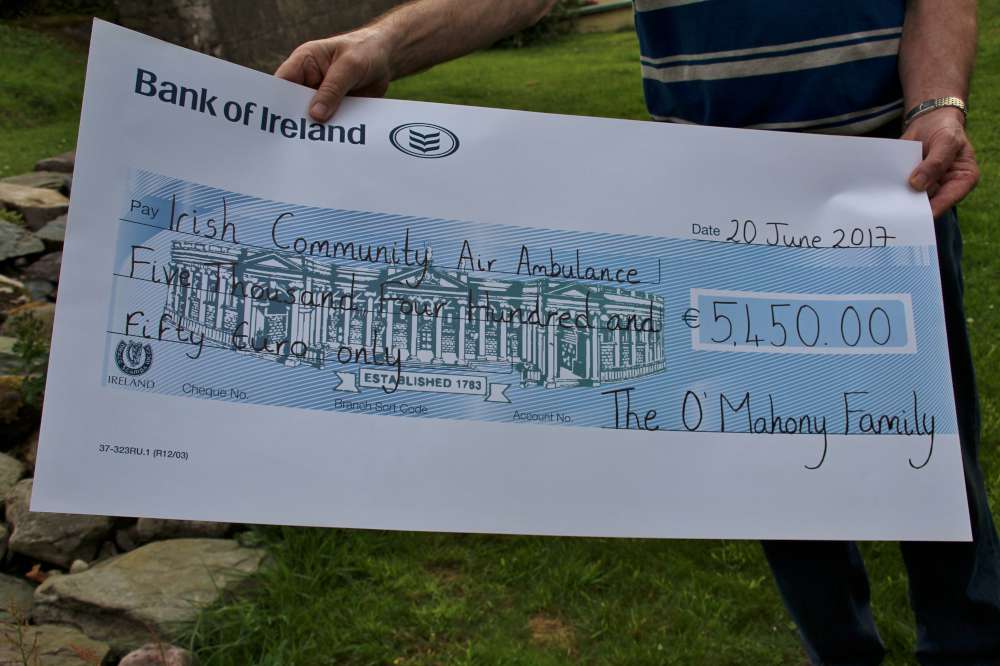 Bank of Ireland
Date 20 June 2017
Pay Irish Community Air Ambulance
Five Thousand Four Hundred and
Fifty Euro only
€ 5,450.00
IRELAND
ESTABLISHED 1783
Cheque No.
Branch Sort Code
Account No.
The O'Mahony Family
37-323RU.1 (R12/03)